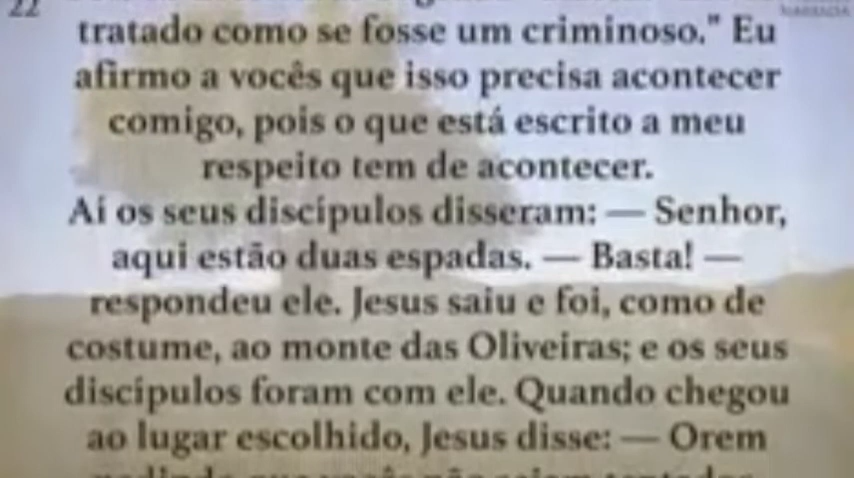 22
tratado como se fosse um criminoso." Eu
afirmo a vocês que isso precisa acontecer
comigo, pois o que está escrito a meu
respeito tem de acontecer.
Aí os seus discípulos disseram: — Senhor,
aqui estão duas espadas. — Basta! —
respondeu ele. Jesus saiu e foi, como de
costume, ao monte das Oliveiras; e os seus
discípulos foram com ele. Quando chegou
ao lugar escolhido, Jesus disse: — Orem